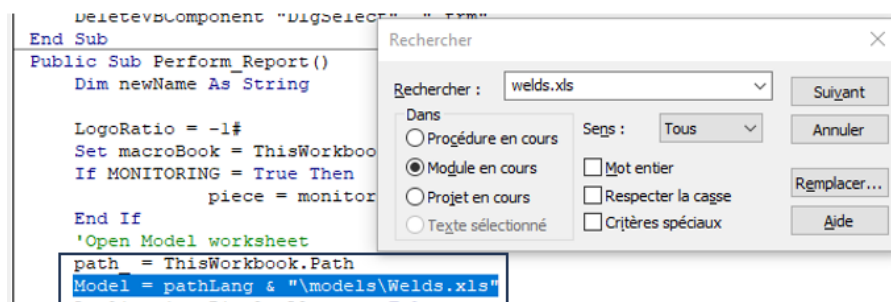 DeleteVBComponent "DlgSelect", ".frm"
End Sub
Public Sub Perform_Report()
Dim newName As String
LogoRatio = -1#
Set macroBook = ThisWorkboo
If MONITORING = True Then
piece = monitor
End If
'Open Model worksheet
path_ = ThisWorkbook.Path
Model = pathLang & "\models\Welds.xls"
Rechercher
Rechercher :
welds.xls
Suivant
Dans
Procédure en cours
Module en cours
Projet en cours
Texte sélectionné
Sens :
Tous
Annuler
Mot entier
Respecter la casse
Critères spéciaux
Remplacer...
Aide